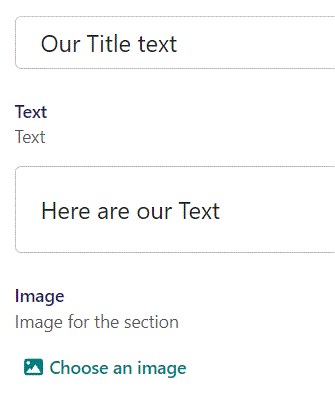 Our Title text
Text
Text
Here are our Text
Image
Image for the section
Choose an image